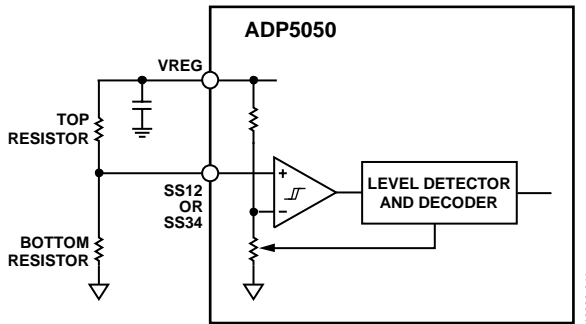 ADP5050
VREG
TOP
RESISTOR
SS12
OR
SS34
+
−
LEVEL DETECTOR
AND DECODER
BOTTOM
RESISTOR